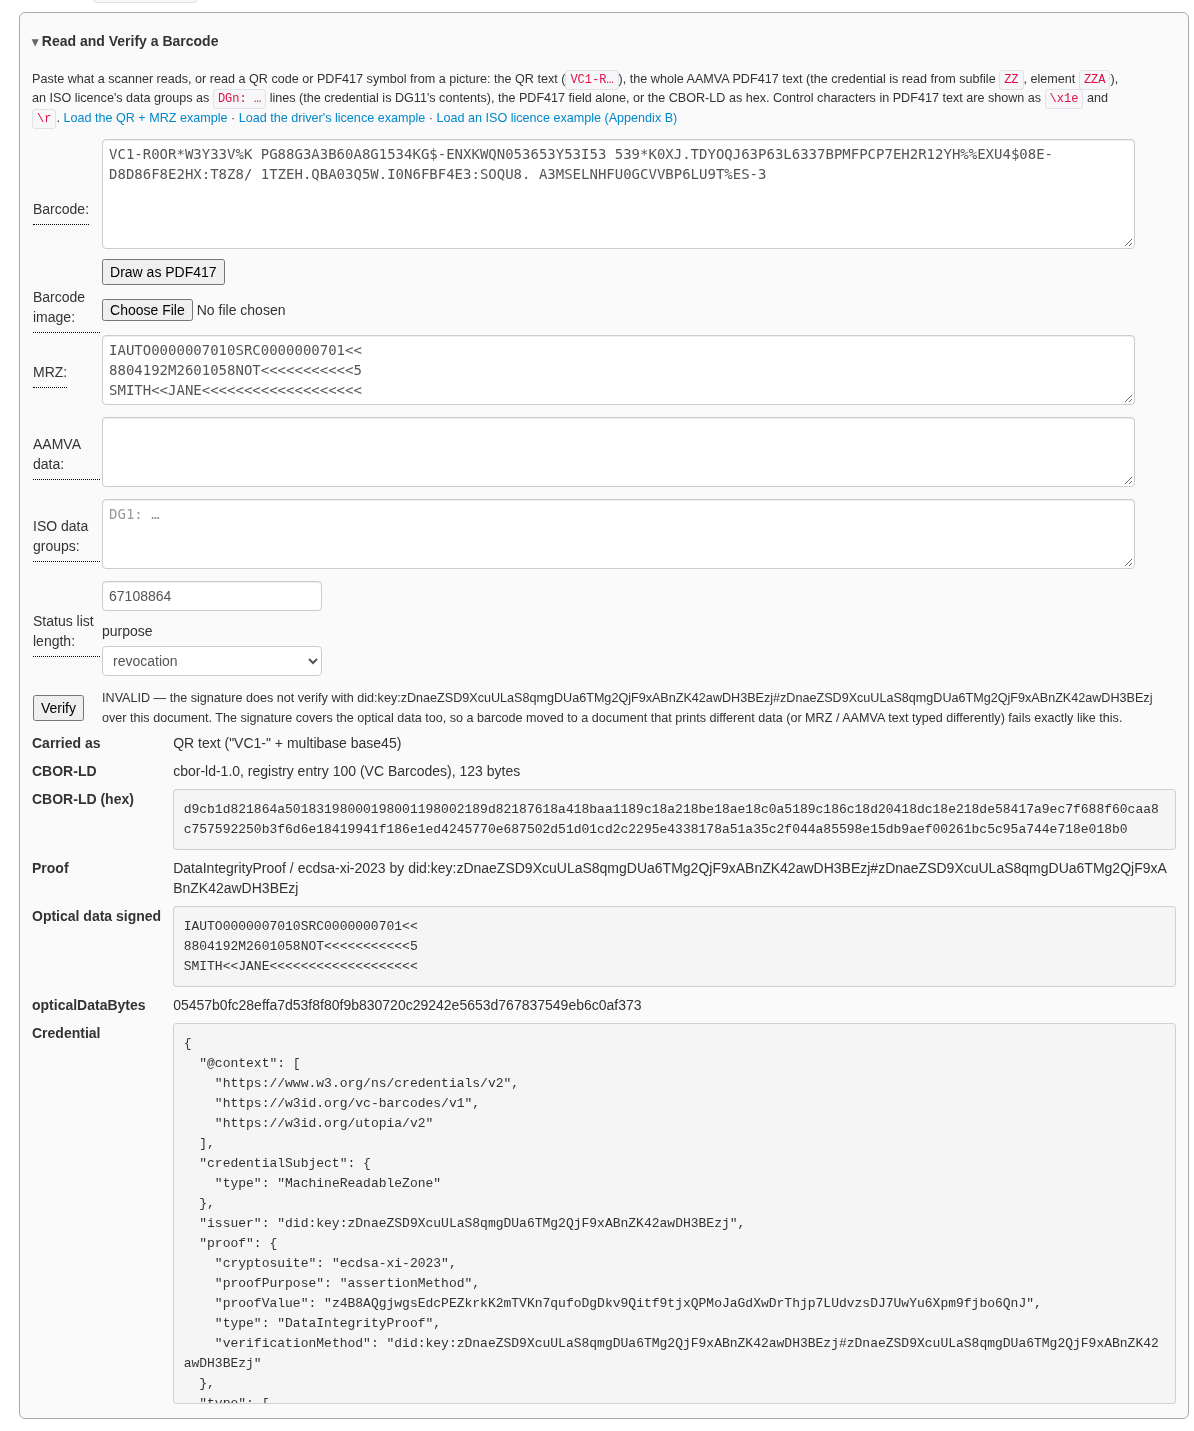 ▾ Read and Verify a Barcode
Paste what a scanner reads, or read a QR code or PDF417 symbol from a picture: the QR text (VC1-R…), the whole AAMVA PDF417 text (the credential is read from subfile ZZ, element ZZA),
an ISO licence's data groups as DGn: … lines (the credential is DG11's contents), the PDF417 field alone, or the CBOR-LD as hex. Control characters in PDF417 text are shown as \x1e and
\r. Load the QR + MRZ example · Load the driver's licence example · Load an ISO licence example (Appendix B)
Barcode:
VC1-R0OR*W3Y33V%K PG88G3A3B60A8G1534KG$-ENXKWQN053653Y53I53 539*K0XJ.TDYOQJ63P63L6337BPMFPCP7EH2R12YH%%EXU4$08E-
D8D86F8E2HX:T8Z8/ 1TZEH.QBA03Q5W.I0N6FBF4E3:SOQU8. A3MSELNHFU0GCVVBP6LU9T%ES-3
Draw as PDF417
Barcode image:
Choose File No file chosen
MRZ:
IAUTO0000007010SRC0000000701<<
8804192M2601058NOT<<<<<<<<<<<5
SMITH<<JANE<<<<<<<<<<<<<<<<<<<
AAMVA data:
ISO data groups:
DG1: …
Status list length:
67108864
purpose
revocation
Verify
INVALID — the signature does not verify with did:key:zDnaeZSD9XcuULaS8qmgDUa6TMg2QjF9xABnZK42awDH3BEzj#zDnaeZSD9XcuULaS8qmgDUa6TMg2QjF9xABnZK42awDH3BEzj
over this document. The signature covers the optical data too, so a barcode moved to a document that prints different data (or MRZ / AAMVA text typed differently) fails exactly like this.
Carried as QR text ("VC1-" + multibase base45)
CBOR-LD cbor-ld-1.0, registry entry 100 (VC Barcodes), 123 bytes
CBOR-LD (hex)
d9cb1d821864a50183198000198001198002189d82187618a418baa1189c18a218be18ae18c0a5189c186c18d20418dc18e218de58417a9ec7f688f60caa8
c757592250b3f6d6e18419941f186e1ed4245770e687502d51d01cd2c2295e4338178a51a35c2f044a85598e15db9aef00261bc5c95a744e718e018b0
Proof DataIntegrityProof / ecdsa-xi-2023 by did:key:zDnaeZSD9XcuULaS8qmgDUa6TMg2QjF9xABnZK42awDH3BEzj#zDnaeZSD9XcuULaS8qmgDUa6TMg2QjF9xA
BnZK42awDH3BEzj
Optical data signed
IAUTO0000007010SRC0000000701<<
8804192M2601058NOT<<<<<<<<<<<5
SMITH<<JANE<<<<<<<<<<<<<<<<<<<
opticalDataBytes 05457b0fc28effa7d53f8f80f9b830720c29242e5653d767837549eb6c0af373
Credential
{
"@context": [
"https://www.w3.org/ns/credentials/v2",
"https://w3id.org/vc-barcodes/v1",
"https://w3id.org/utopia/v2"
],
"credentialSubject": {
"type": "MachineReadableZone"
},
"issuer": "did:key:zDnaeZSD9XcuULaS8qmgDUa6TMg2QjF9xABnZK42awDH3BEzj",
"proof": {
"cryptosuite": "ecdsa-xi-2023",
"proofPurpose": "assertionMethod",
"proofValue": "z4B8AQgjwgsEdcPEZkrkK2mTVKn7qufoDgDkv9Qitf9tjxQPMoJaGdXwDrThjp7LUdvzsDJ7UwYu6Xpm9fjbo6QnJ",
"type": "DataIntegrityProof",
"verificationMethod": "did:key:zDnaeZSD9XcuULaS8qmgDUa6TMg2QjF9xABnZK42awDH3BEzj#zDnaeZSD9XcuULaS8qmgDUa6TMg2QjF9xABnZK42
awDH3BEzj"
},
"type": [